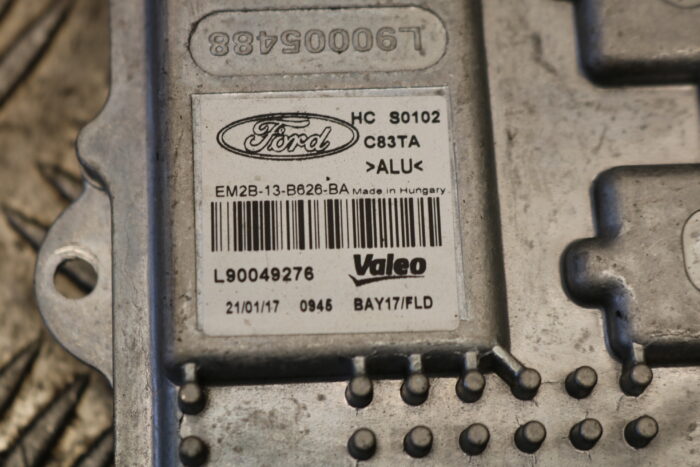 L90005488
Ford HC S0102
C83TA
>ALU<
EM2B-13-B626-BA Made in Hungary
L90049276 Valeo
21/01/17 0945 BAY17/FLD